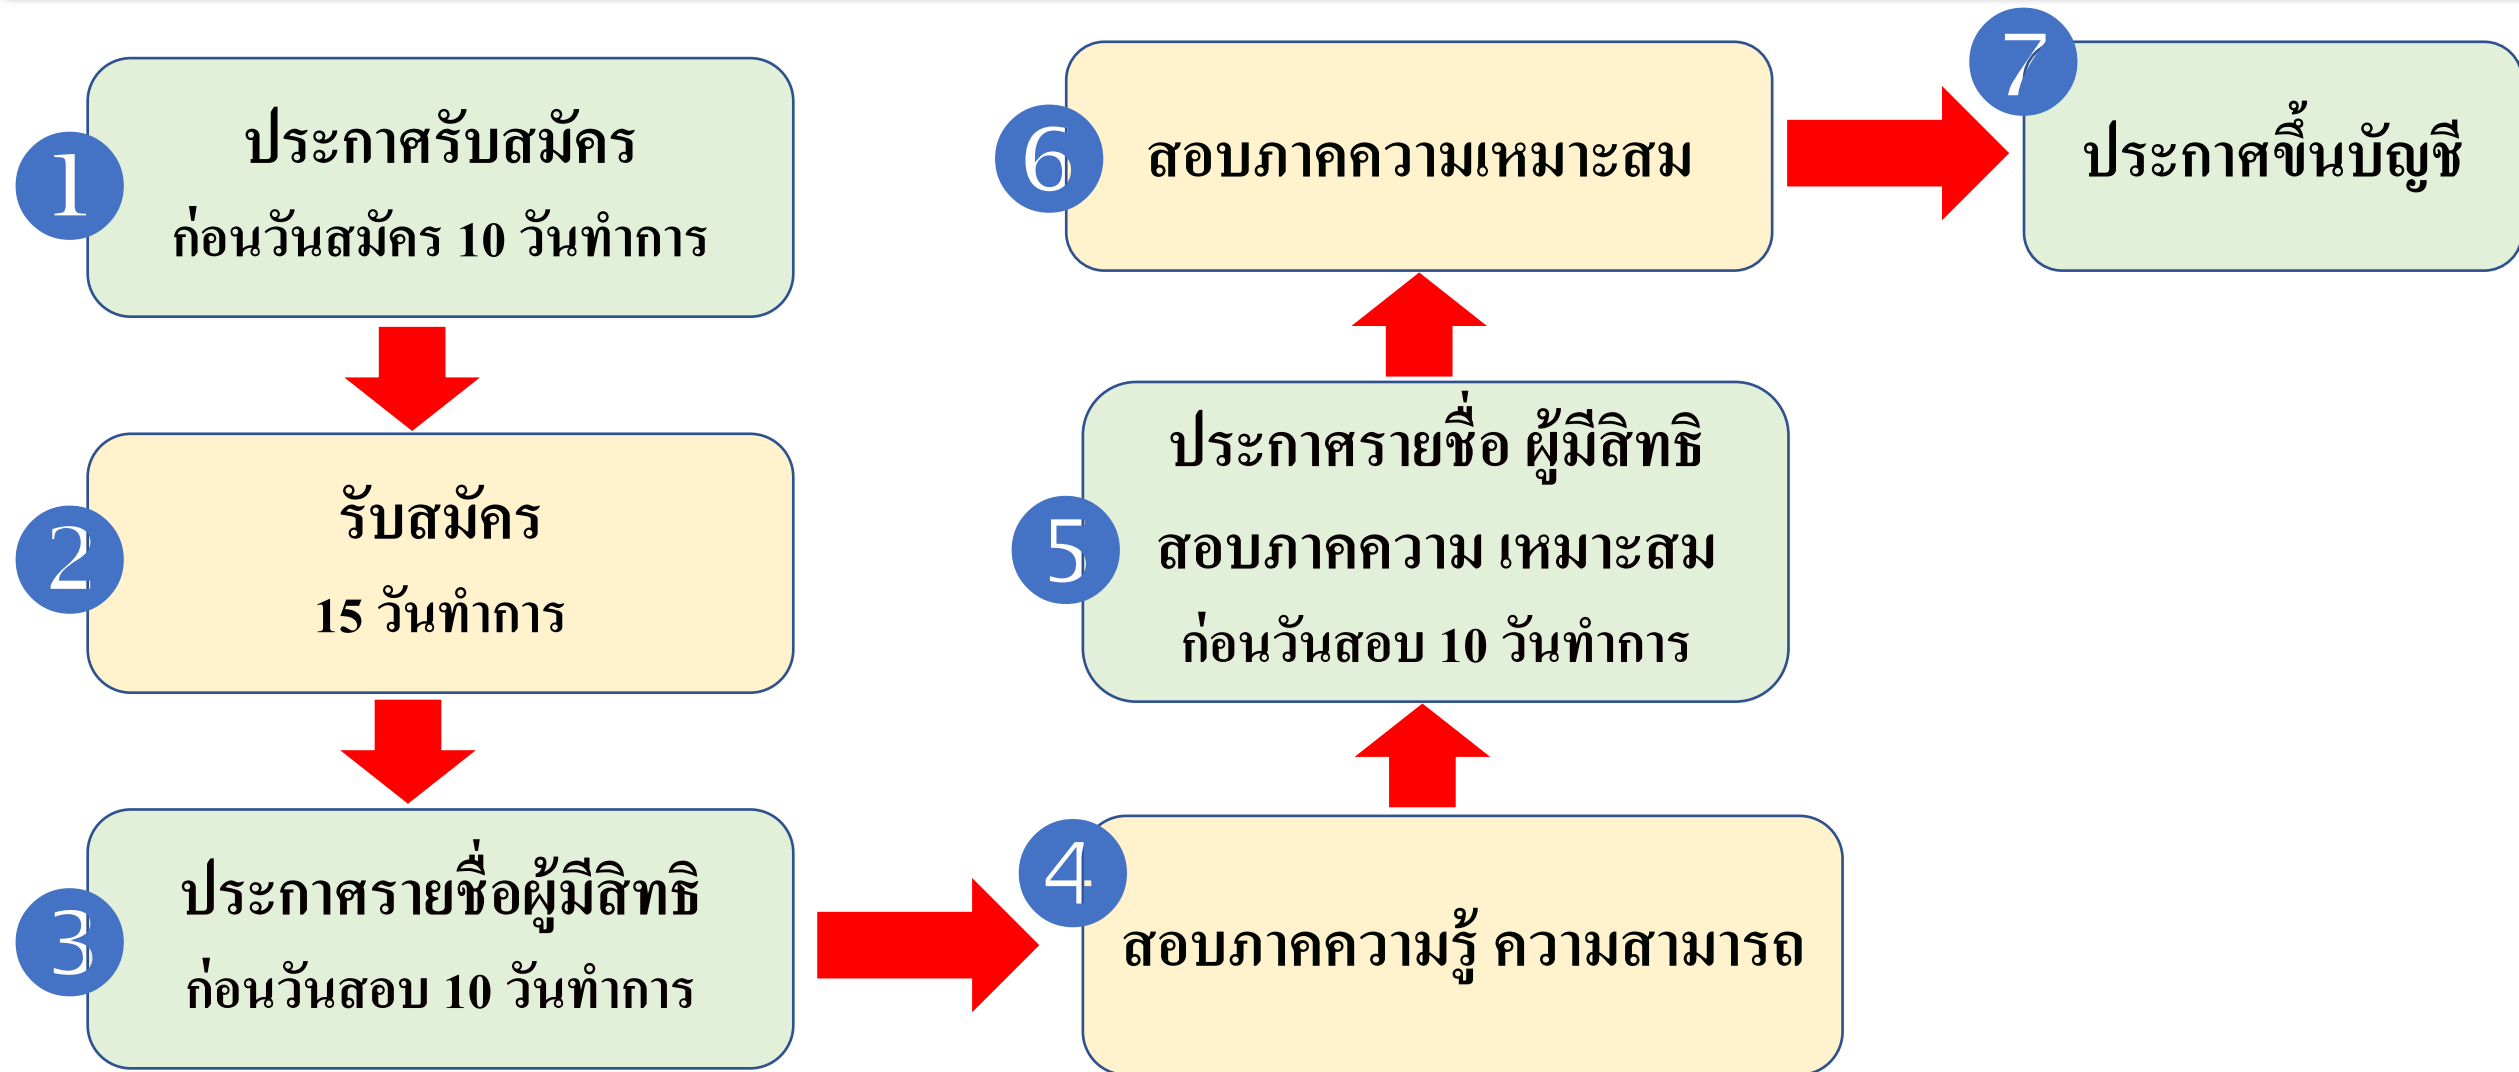 1
ประกาศรับสมัคร
ก่อนวันสมัคร 10 วันทำการ
2
รับสมัคร
15 วันทำการ
3
ประกาศรายชื่อผู้มีสิทธิ
ก่อนวันสอบ 10 วันทำการ
4
สอบภาคความรู้ ความสามารถ
5
ประกาศรายชื่อ ผู้มีสิทธิ
สอบภาคความ เหมาะสม
ก่อนวันสอบ 10 วันทำการ
6
สอบภาคความเหมาะสม
7
ประกาศขึ้นบัญชี